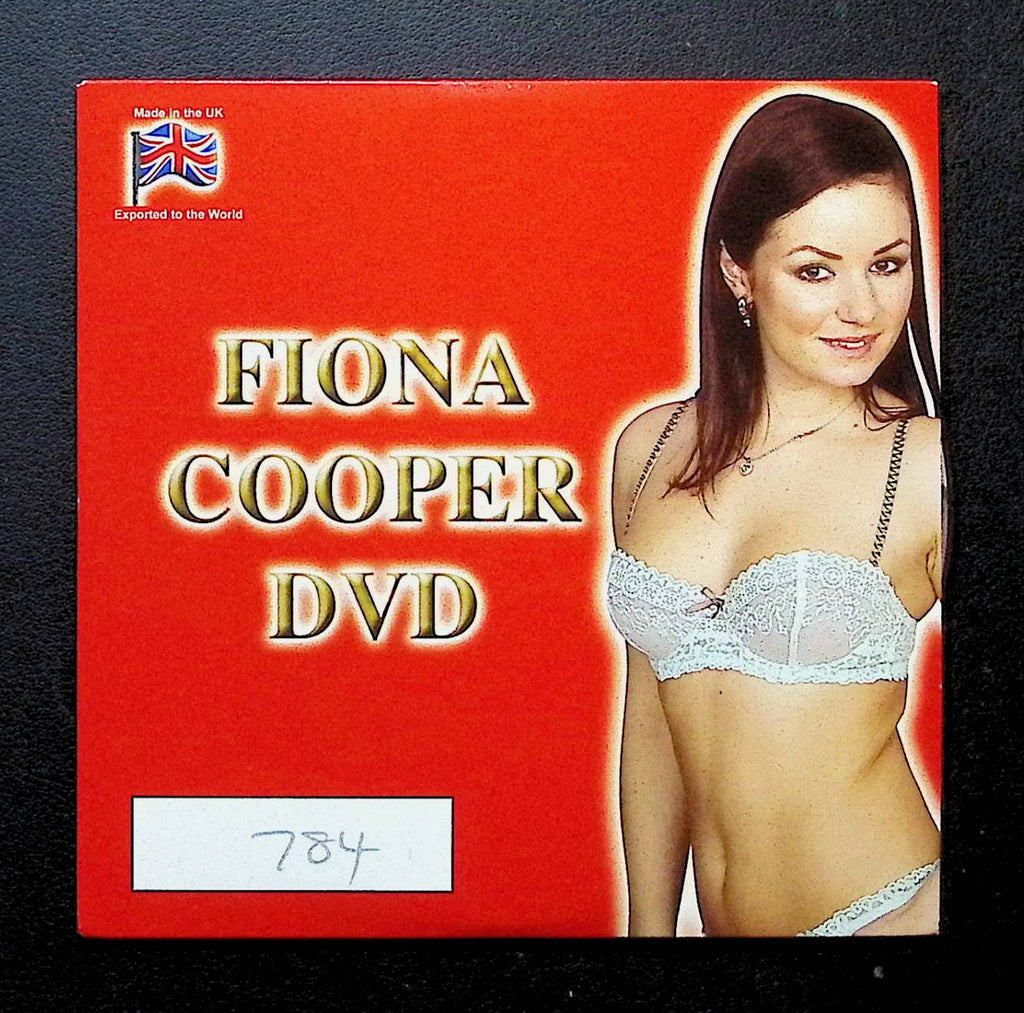 Made in the UK
Exported to the World
FIONA
COOPER
DVD
784